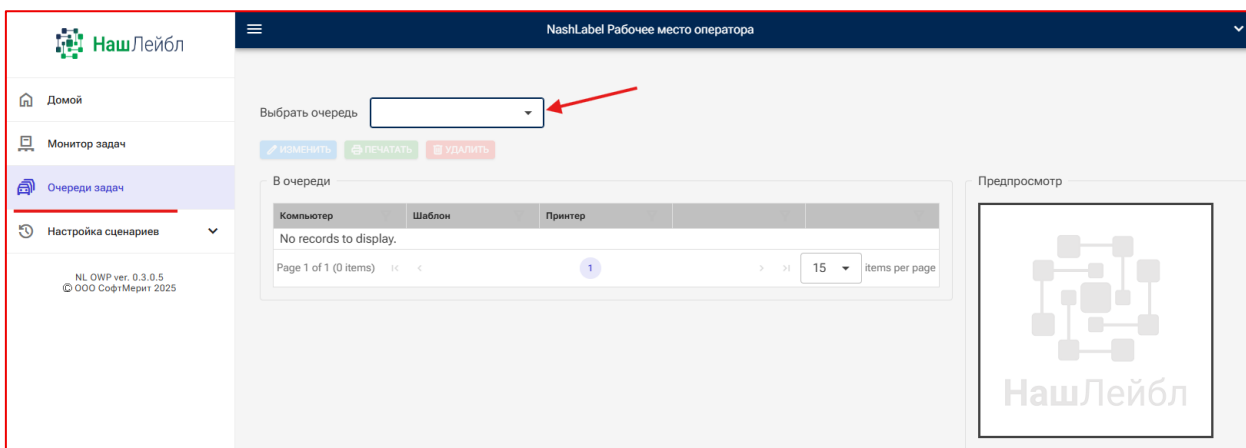 НашЛейбл
NashLabel Рабочее место оператора
Домой
Монитор задач
Очереди задач
Настройка сценариев
NL OWP ver. 0.3.0.5
© ООО СофтМерит 2025
Выбрать очередь
ИЗМЕНИТЬ ПЕЧАТАТЬ УДАЛИТЬ
В очереди
Компьютер Шаблон Принтер
No records to display.
Page 1 of 1 (0 items) 1 15 items per page
Предпросмотр
НашЛейбл